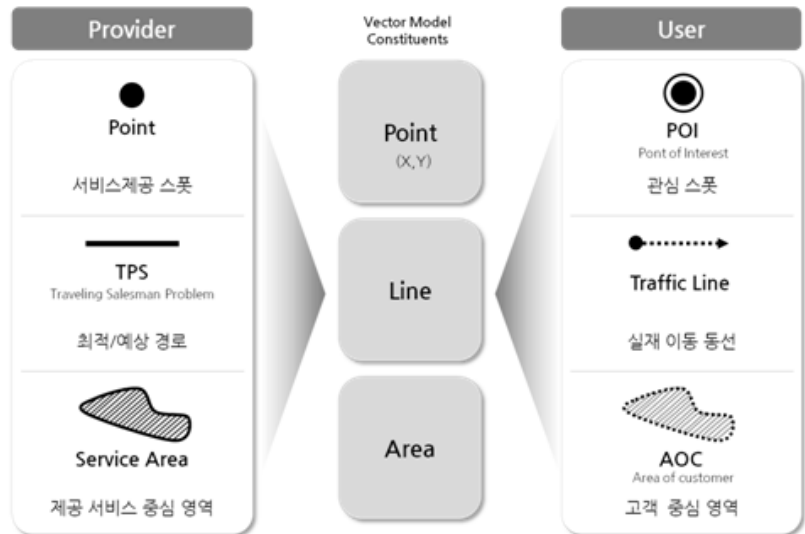 Provider
Point
서비스제공 스폿
TPS
Traveling Salesman Problem
최적/예상 경로
Service Area
제공 서비스 중심 영역
Vector Model
Constituents
Point
(X,Y)
Line
Area
User
POI
Pont of Interest
관심 스폿
Traffic Line
실재 이동 동선
AOC
Area of customer
고객 중심 영역